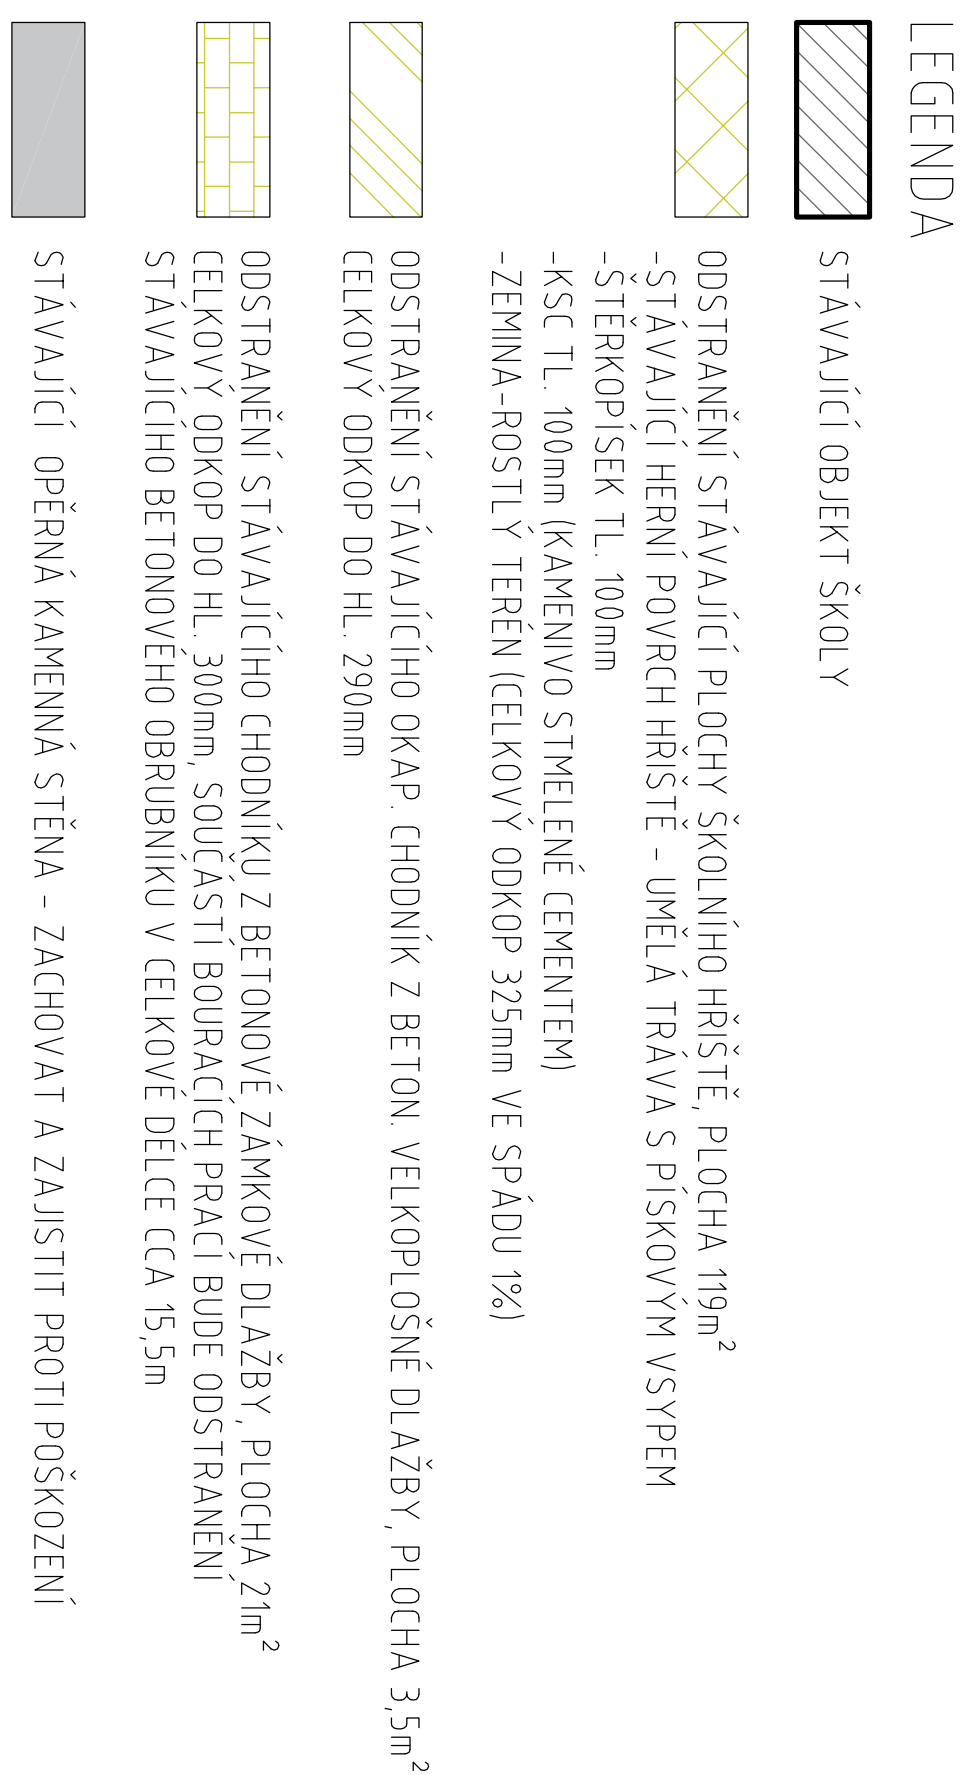 LEGENDA
STÁVAJÍCÍ OBJEKT ŠKOLY
ODSTRANĚNÍ STÁVAJÍCÍ PLOCHY ŠKOLNÍHO HŘIŠTĚ, PLOCHA 119m²
-STÁVAJÍCÍ HERNÍ POVRCH HŘIŠTĚ - UMĚLÁ TRÁVA S PÍSKOVÝM VSYPEM
-ŠTĚRKOPÍSEK TL. 100mm
-KSC TL. 100mm (KAMENIVO STMELENÉ CEMENTEM)
-ZEMINA-ROSTLÝ TERÉN (CELKOVÝ ODKOP 325mm VE SPÁDU 1%)
ODSTRANĚNÍ STÁVAJÍCÍHO OKAP. CHODNÍK Z BETON. VELKOPLOŠNÉ DLAŽBY, PLOCHA 3,5m²
CELKOVÝ ODKOP DO HL. 290mm
ODSTRANĚNÍ STÁVAJÍCÍHO CHODNÍKU Z BETONOVÉ ZÁMKOVÉ DLAŽBY, PLOCHA 21m²
CELKOVÝ ODKOP DO HL. 300mm, SOUČÁSTÍ BOURACÍCH PRACÍ BUDE ODSTRANĚNÍ
STÁVAJÍCÍHO BETONOVÉHO OBRUBNÍKU V CELKOVÉ DÉLCE CCA 15,5m
STÁVAJÍCÍ OPĚRNÁ KAMENNÁ STĚNA - ZACHOVAT A ZAJISTIT PROTI POŠKOZENÍ